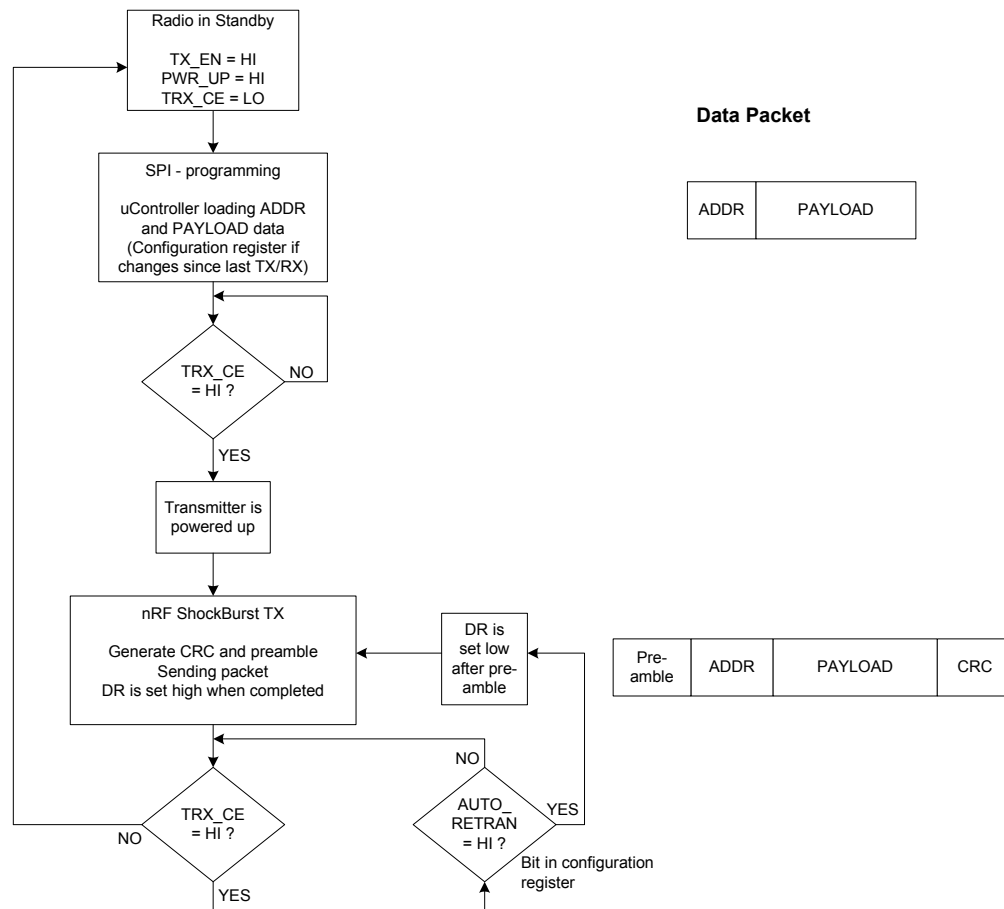 Radio in Standby
TX_EN = HI
PWR_UP = HI
TRX_CE = LO
Data Packet
SPI - programming
uController loading ADDR
and PAYLOAD data
(Configuration register if
changes since last TX/RX)
ADDR
PAYLOAD
TRX_CE
= HI ?
NO
YES
Transmitter is
powered up
nRF ShockBurst TX
Generate CRC and preamble
Sending packet
DR is set high when completed
DR is
set low
after pre-
amble
Pre-
amble
ADDR
PAYLOAD
CRC
NO
TRX_CE
= HI ?
NO
YES
AUTO_
RETRAN
= HI ?
YES
Bit in configuration
register